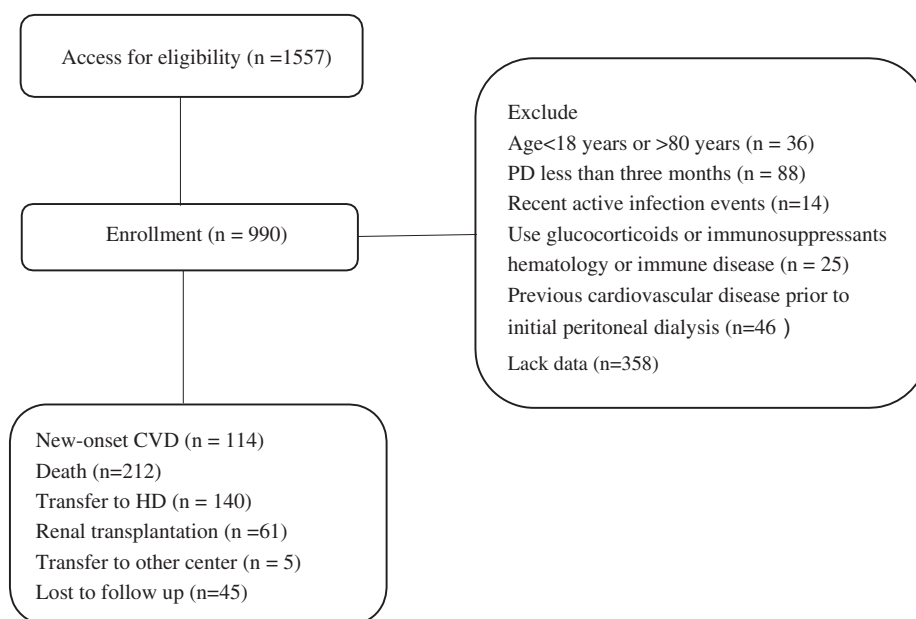 Access for eligibility (n =1557)
Exclude
Age<18 years or >80 years (n = 36)
PD less than three months (n = 88)
Recent active infection events (n=14)
Use glucocorticoids or immunosuppressants
hematology or immune disease (n = 25)
Previous cardiovascular disease prior to
initial peritoneal dialysis (n=46 )
Lack data (n=358)
Enrollment (n = 990)
New-onset CVD (n = 114)
Death (n=212)
Transfer to HD (n = 140)
Renal transplantation (n =61)
Transfer to other center (n = 5)
Lost to follow up (n=45)